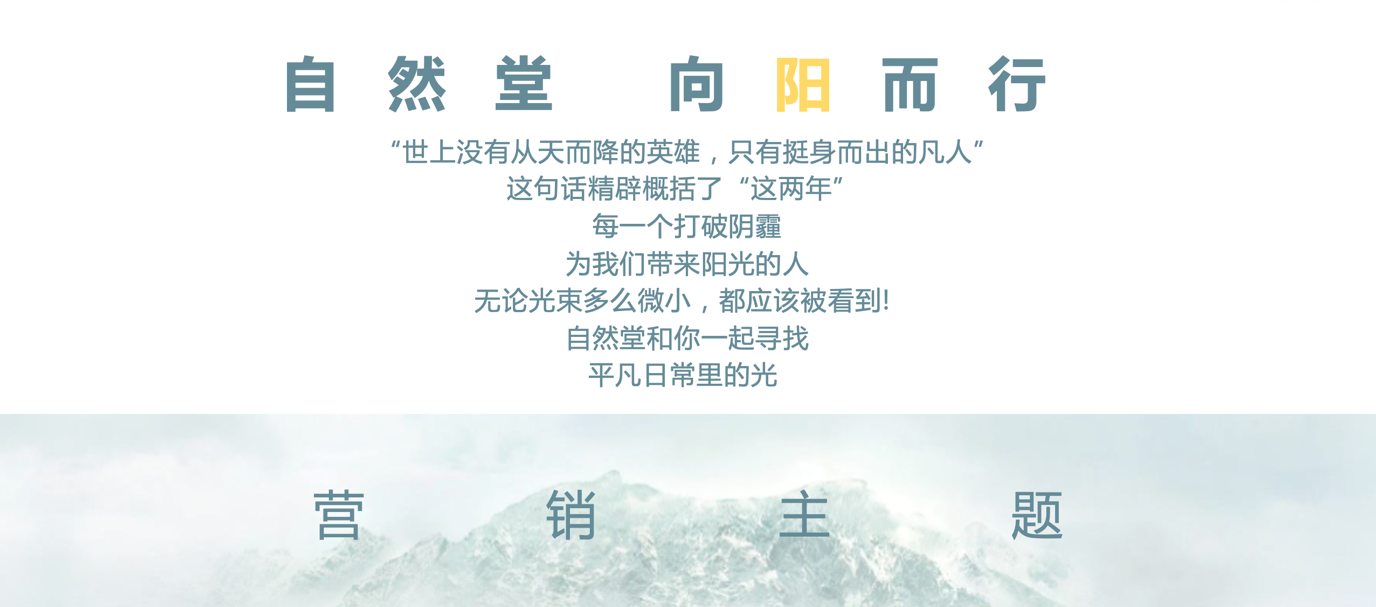 自然堂 向阳而行
“世上没有从天而降的英雄，只有挺身而出的凡人”
这句话精辟概括了“这两年”
每一个打破阴霾
为我们带来阳光的人
无论光束多么微小，都应该被看到!
自然堂和你一起寻找
平凡日常里的光
营销主题